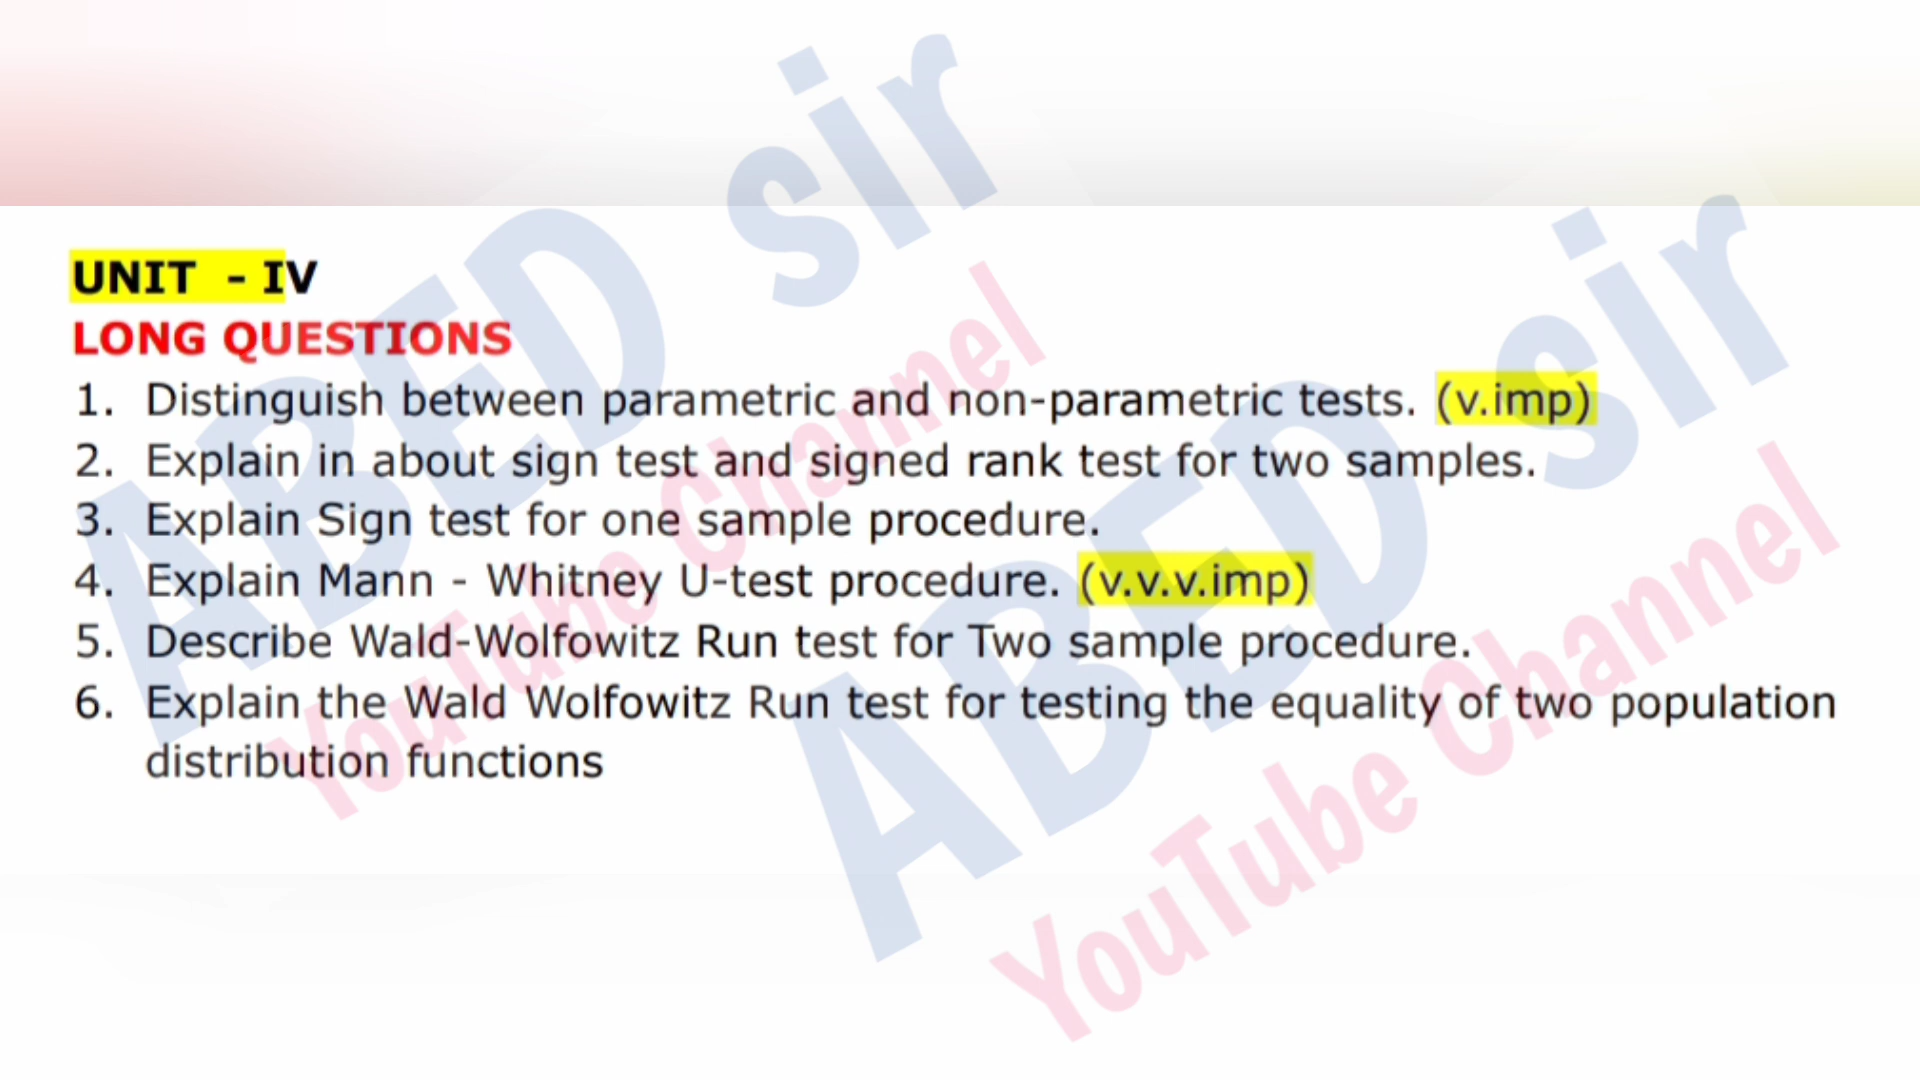 UNIT - IV
LONG QUESTIONS
1. Distinguish between parametric and non-parametric tests. (v.imp)
2. Explain in about sign test and signed rank test for two samples.
3. Explain Sign test for one sample procedure.
4. Explain Mann - Whitney U-test procedure. (v.v.v.imp)
5. Describe Wald-Wolfowitz Run test for Two sample procedure.
6. Explain the Wald Wolfowitz Run test for testing the equality of two population
distribution functions
ABED sir
YouTube Channel
ABED sir
YouTube Channel